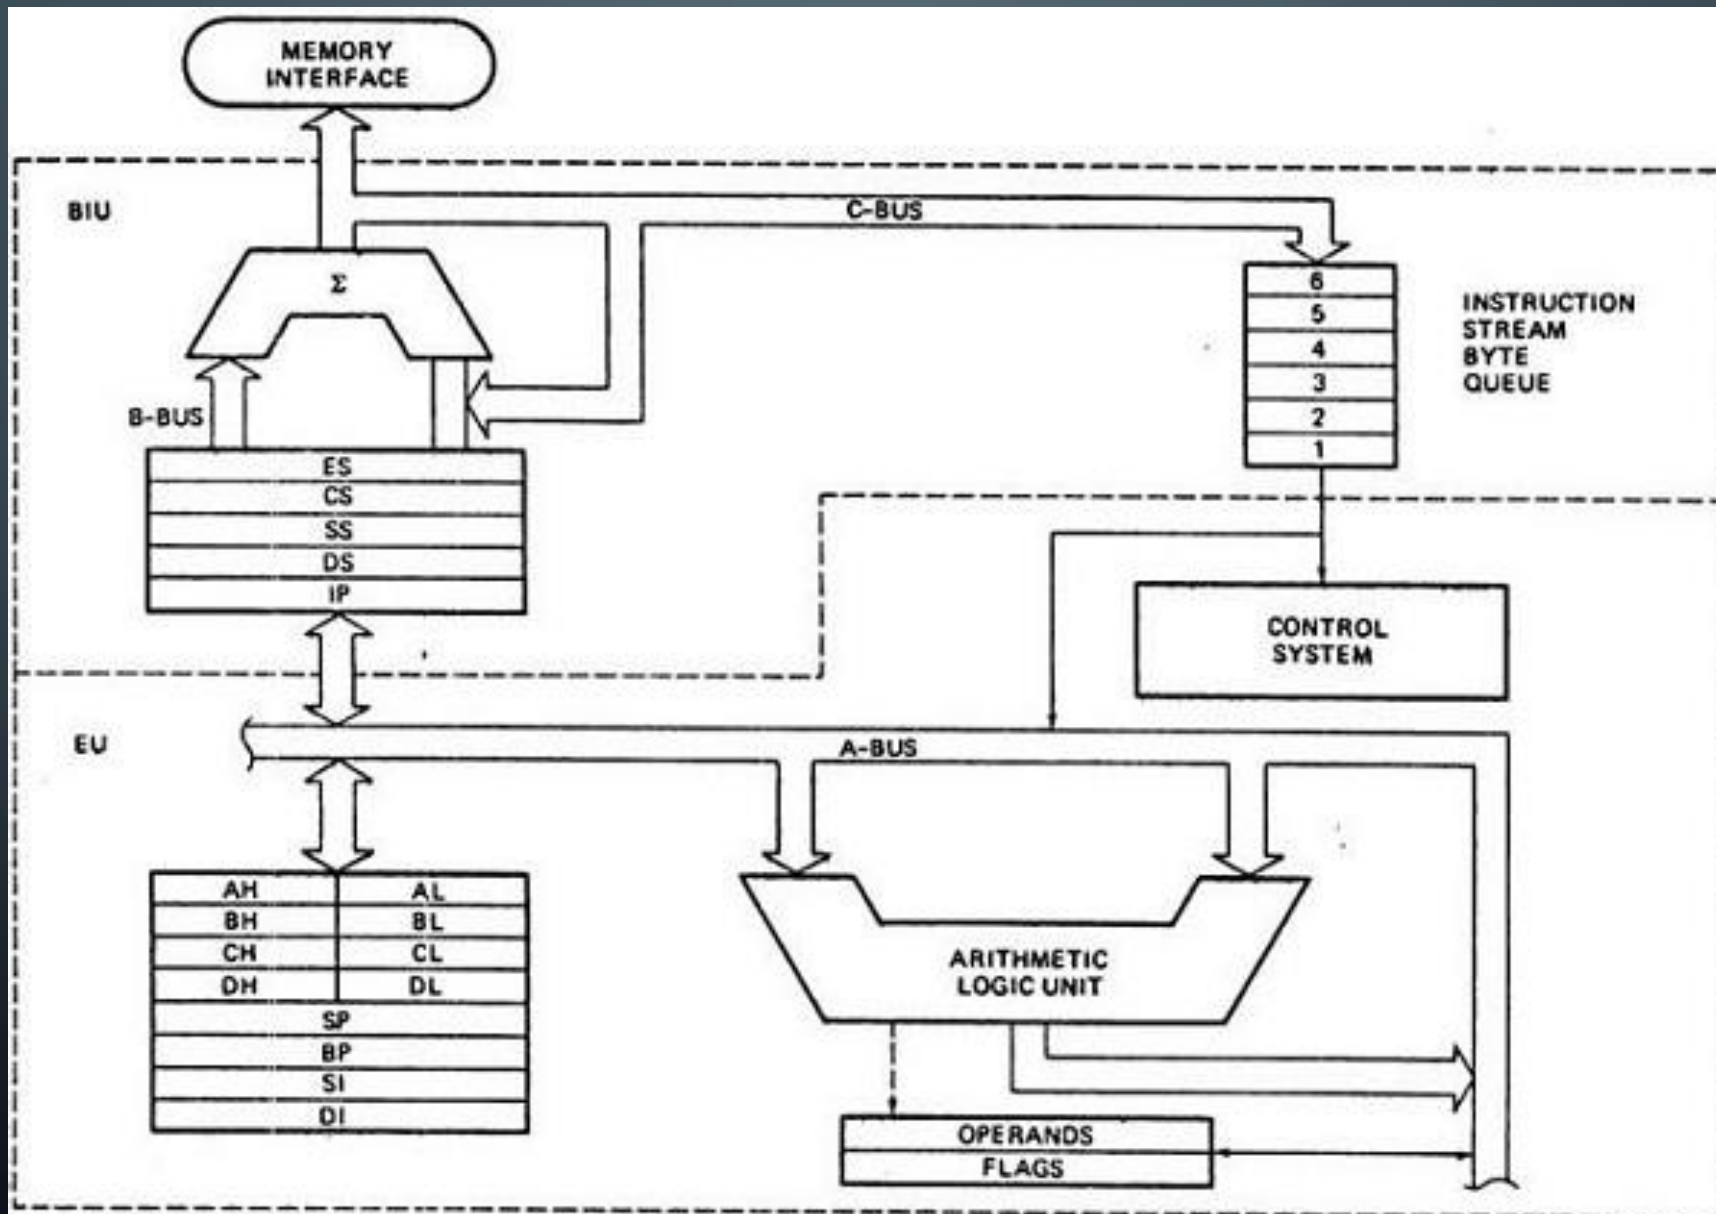 MEMORY
INTERFACE
BIU
C-BUS
Σ
6
5
4
3
2
1
INSTRUCTION
STREAM
BYTE
QUEUE
B-BUS
ES
CS
SS
DS
IP
CONTROL
SYSTEM
EU
A-BUS
AH AL
BH BL
CH CL
DH DL
SP
BP
SI
DI
ARITHMETIC
LOGIC UNIT
OPERANDS
FLAGS